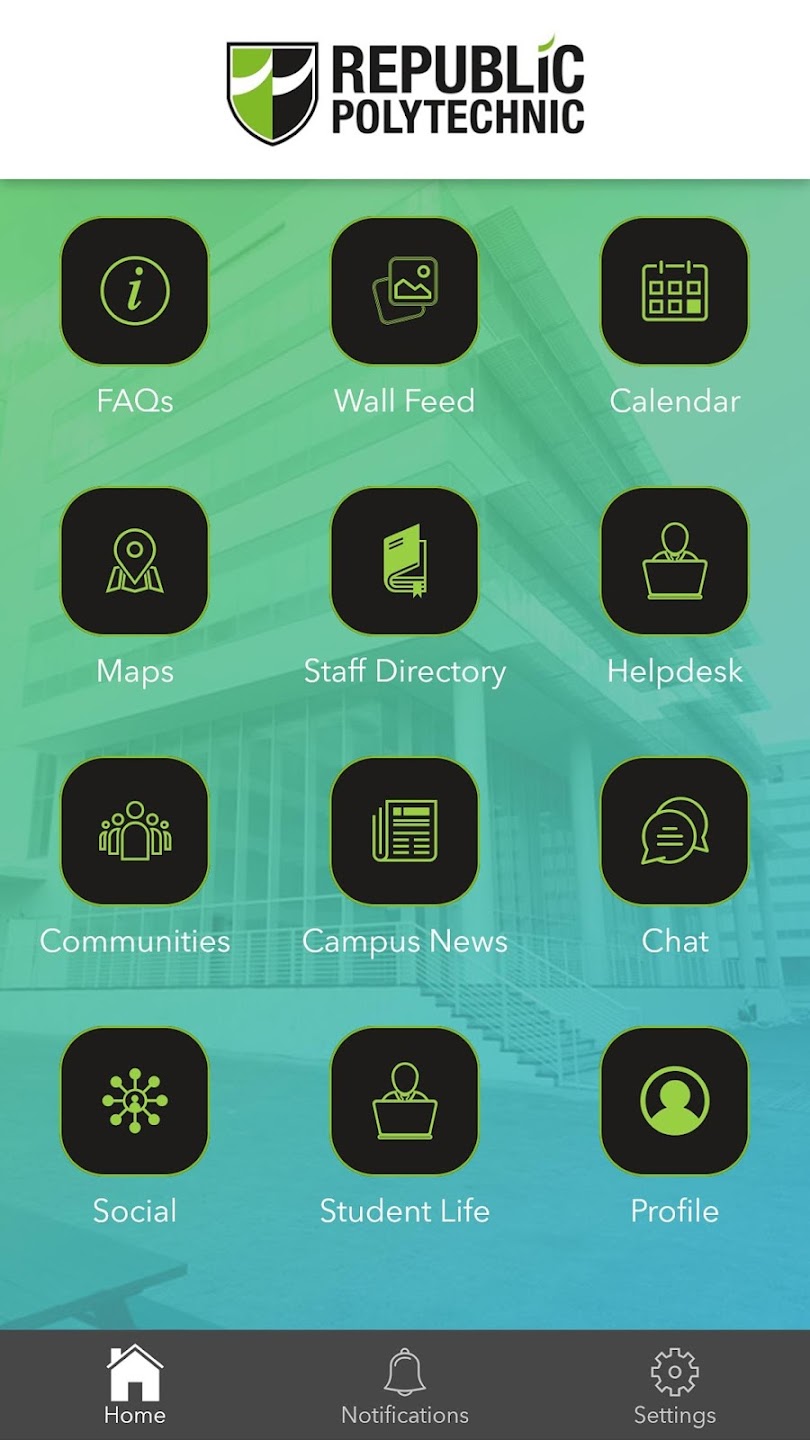 REPUBLIC
POLYTECHNIC
FAQs
Wall Feed
Calendar
Maps
Staff Directory
Helpdesk
Communities
Campus News
Chat
Social
Student Life
Profile
Home
Notifications
Settings